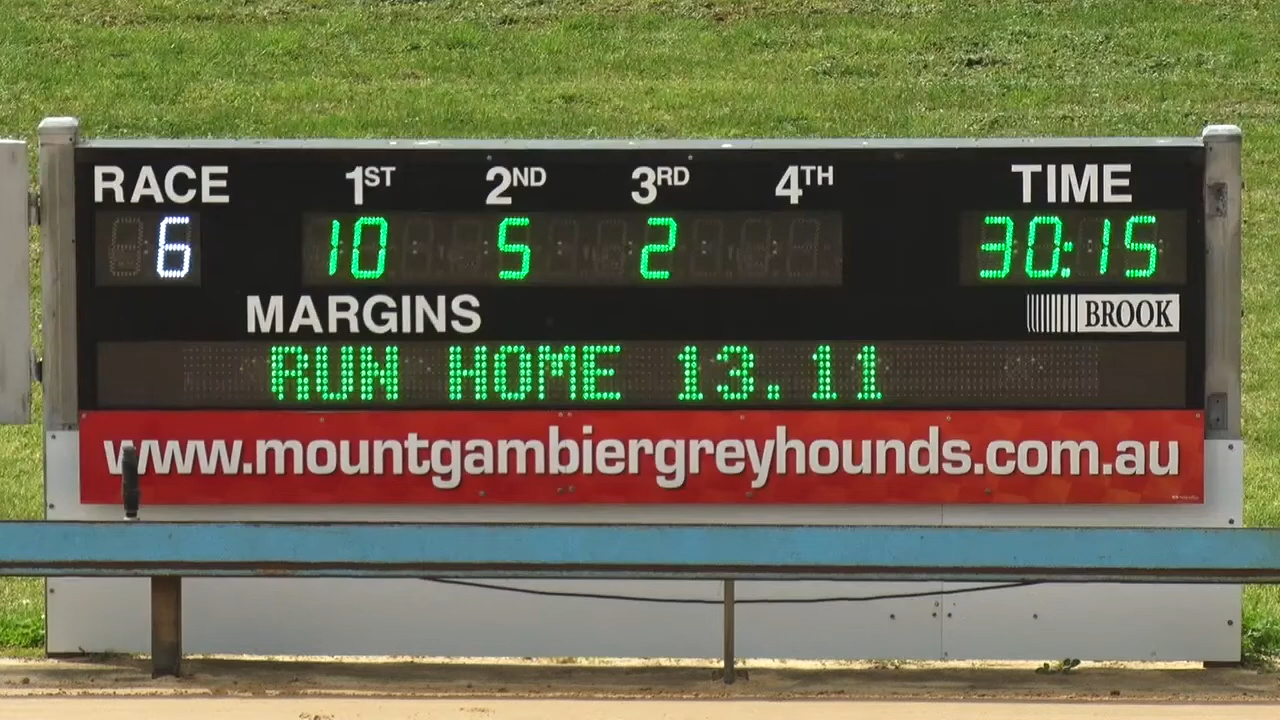 RACE 1ST 2ND 3RD 4TH TIME
6 10 5 2 30:15
MARGINS BROOK
RUN HOME 13.11
www.mountgambiergreyhounds.com.au